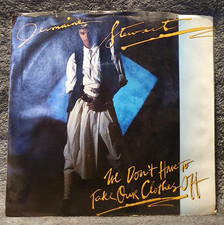 Jermaine
Stewart
We Don't Have To
Take Our Clothes Off